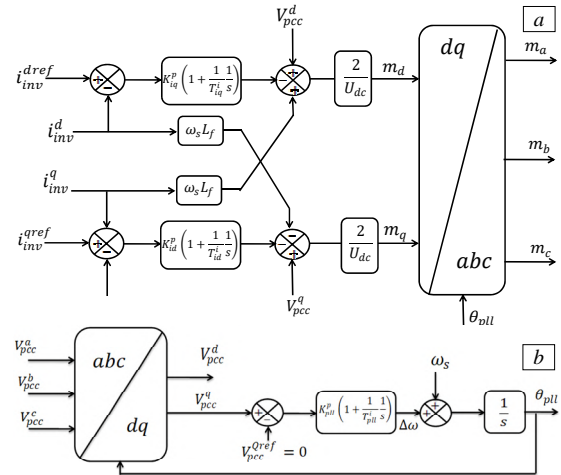 V_pcc^d
a
i_inv^dref
K_iq^p (1 + 1/T_iq^i 1/s)
2/U_dc
m_d
dq
m_a
i_inv^d
ω_s L_f
m_b
i_inv^q
ω_s L_f
i_inv^qref
K_id^p (1 + 1/T_id^i 1/s)
2/U_dc
m_q
abc
m_c
V_pcc^q
θ_pll
b
V_pcc^a
abc
V_pcc^d
ω_s
V_pcc^b
V_pcc^q
K_pll^p (1 + 1/T_pll^i 1/s)
Δω
1/s
θ_pll
V_pcc^c
dq
V_pcc^Qref = 0